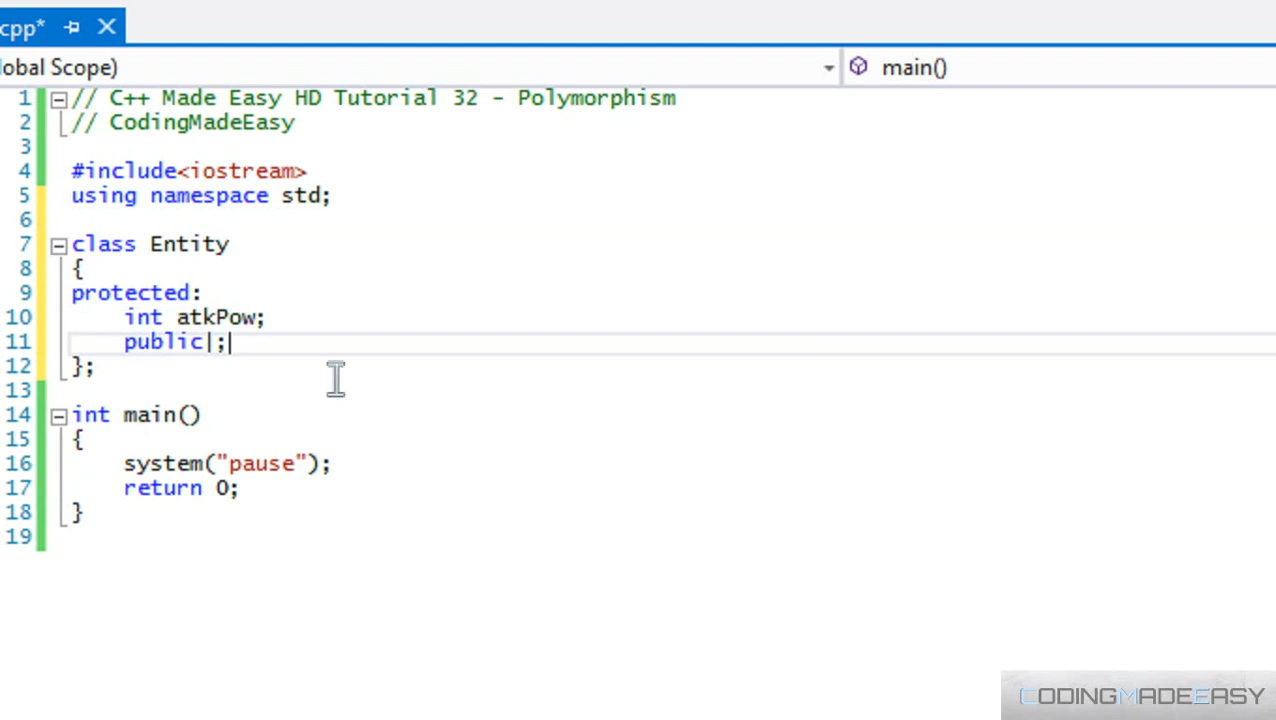 cpp*
obal Scope)
main()
1 // C++ Made Easy HD Tutorial 32 - Polymorphism
2 // CodingMadeEasy
3
4 #include<iostream>
5 using namespace std;
6
7 class Entity
8 {
9 protected:
10 int atkPow;
11 public;
12 };
13
14 int main()
15 {
16 system("pause");
17 return 0;
18 }
19
CODINGMADEEASY